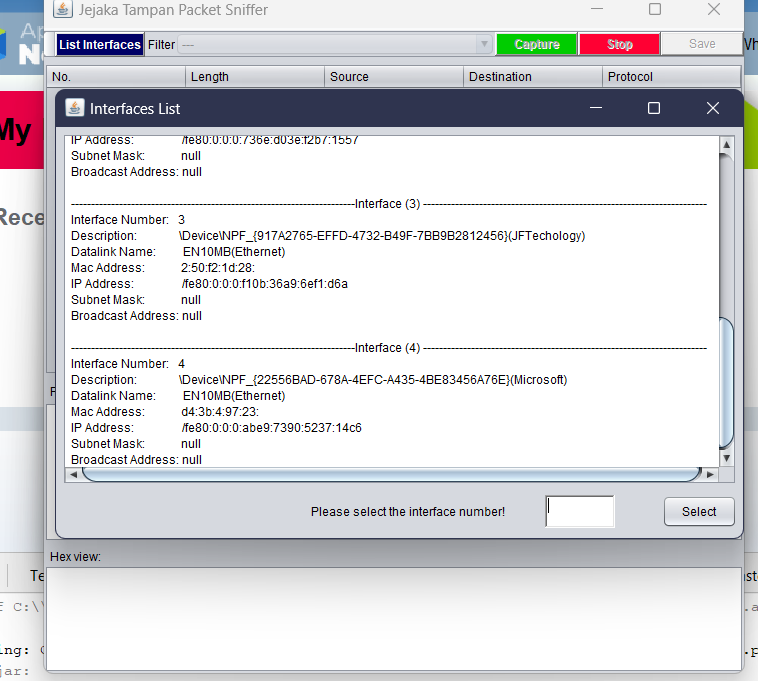 Jejaka Tampan Packet Sniffer
List Interfaces Filter --- Capture Stop Save
No. Length Source Destination Protocol
My
Interfaces List
IP Address: /fe80:0:0:0:736e:d03e:f2b7:1557
Subnet Mask: null
Broadcast Address: null
Rece
---Interface (3) ---
Interface Number: 3
Description: \Device\NPF_{917A2765-EFFD-4732-B49F-7BB9B2812456}(JFTechology)
Datalink Name: EN10MB(Ethernet)
Mac Address: 2:50:f2:1d:28:
IP Address: /fe80:0:0:0:f10b:36a9:6ef1:d6a
Subnet Mask: null
Broadcast Address: null
---Interface (4) ---
Interface Number: 4
Description: \Device\NPF_{22556BAD-678A-4EFC-A435-4BE83456A76E}(Microsoft)
Datalink Name: EN10MB(Ethernet)
Mac Address: d4:3b:4:97:23:
IP Address: /fe80:0:0:0:abe9:7390:5237:14c6
Subnet Mask: null
Broadcast Address: null
Please select the interface number! Select
Hex view:
Te
f C:\
ing:
jar: